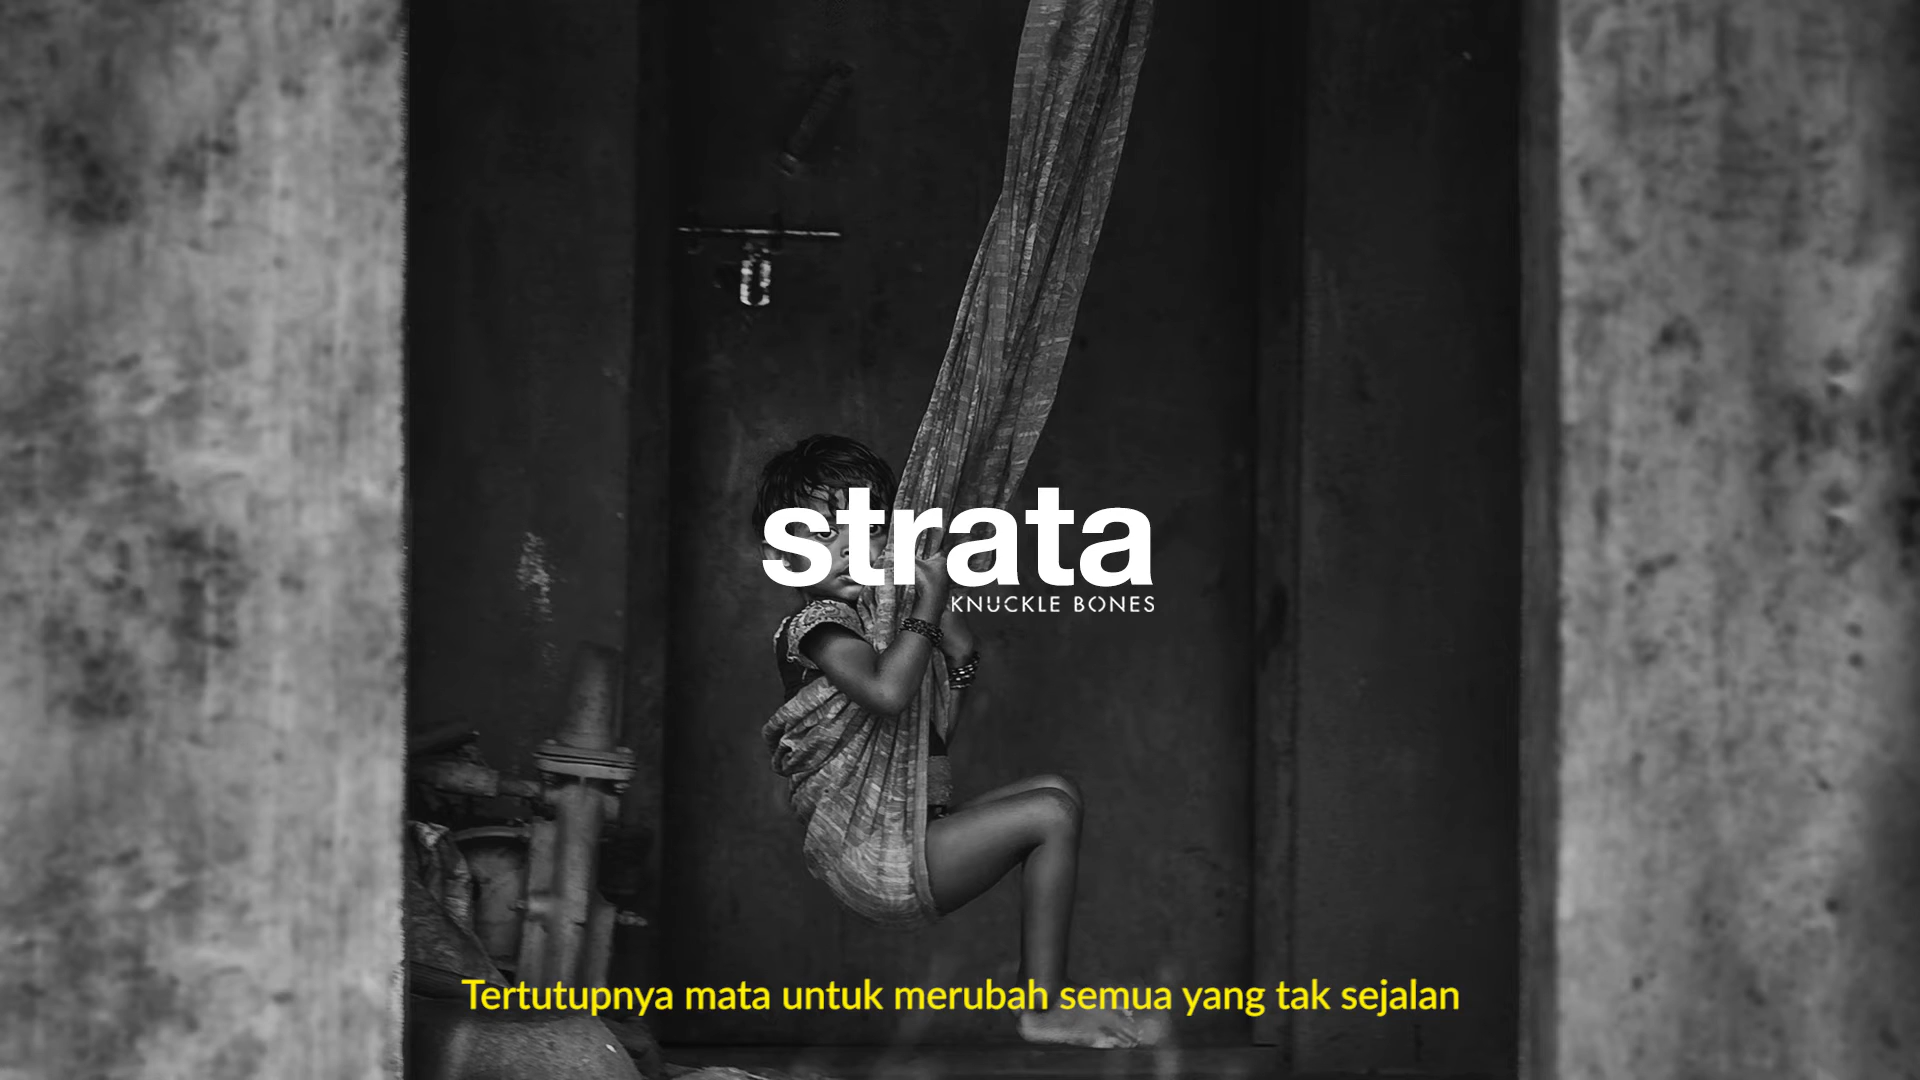 strata
KNUCKLE BONES
Tertutupnya mata untuk merubah semua yang tak sejalan